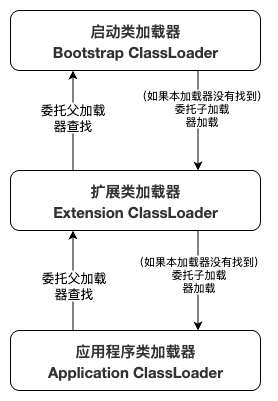 启动类加载器
Bootstrap ClassLoader
委托父加载
器查找
(如果本加载器没有找到)
委托子加载
器加载
扩展类加载器
Extension ClassLoader
委托父加载
器查找
(如果本加载器没有找到)
委托子加载
器加载
应用程序类加载器
Application ClassLoader